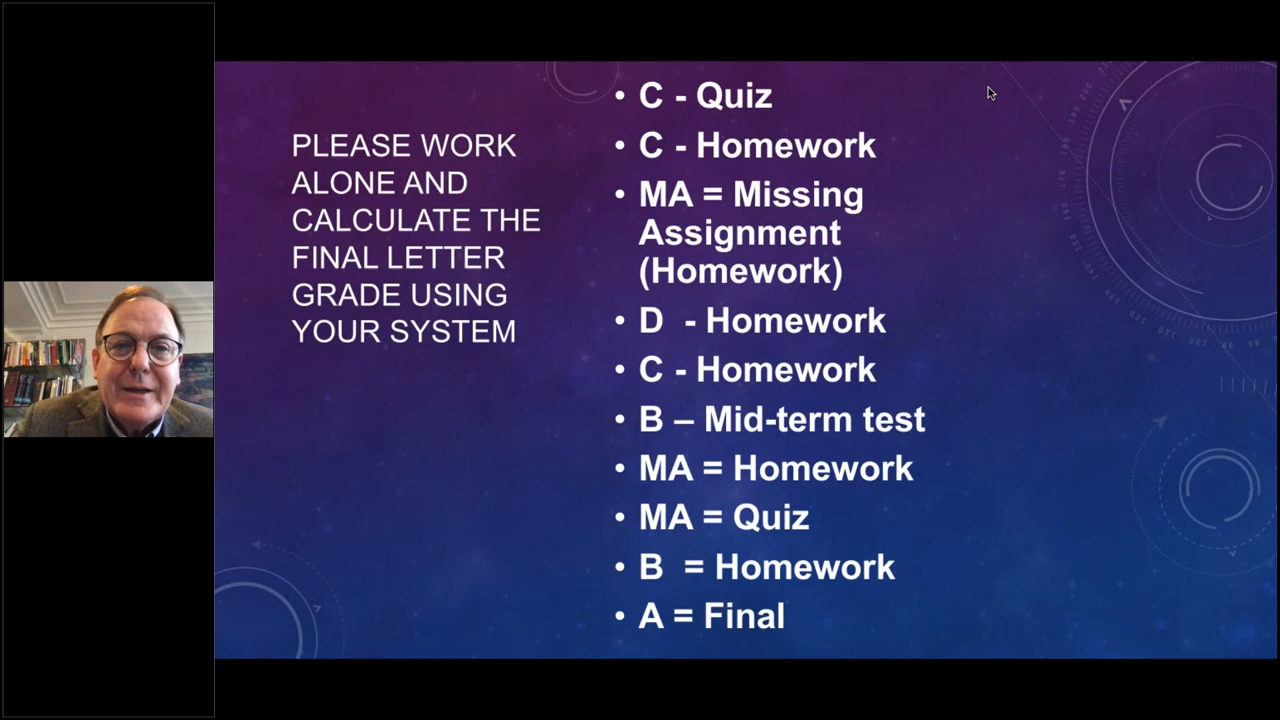 PLEASE WORK
ALONE AND
CALCULATE THE
FINAL LETTER
GRADE USING
YOUR SYSTEM
• C - Quiz
• C - Homework
• MA = Missing
Assignment
(Homework)
• D - Homework
• C - Homework
• B – Mid-term test
• MA = Homework
• MA = Quiz
• B = Homework
• A = Final